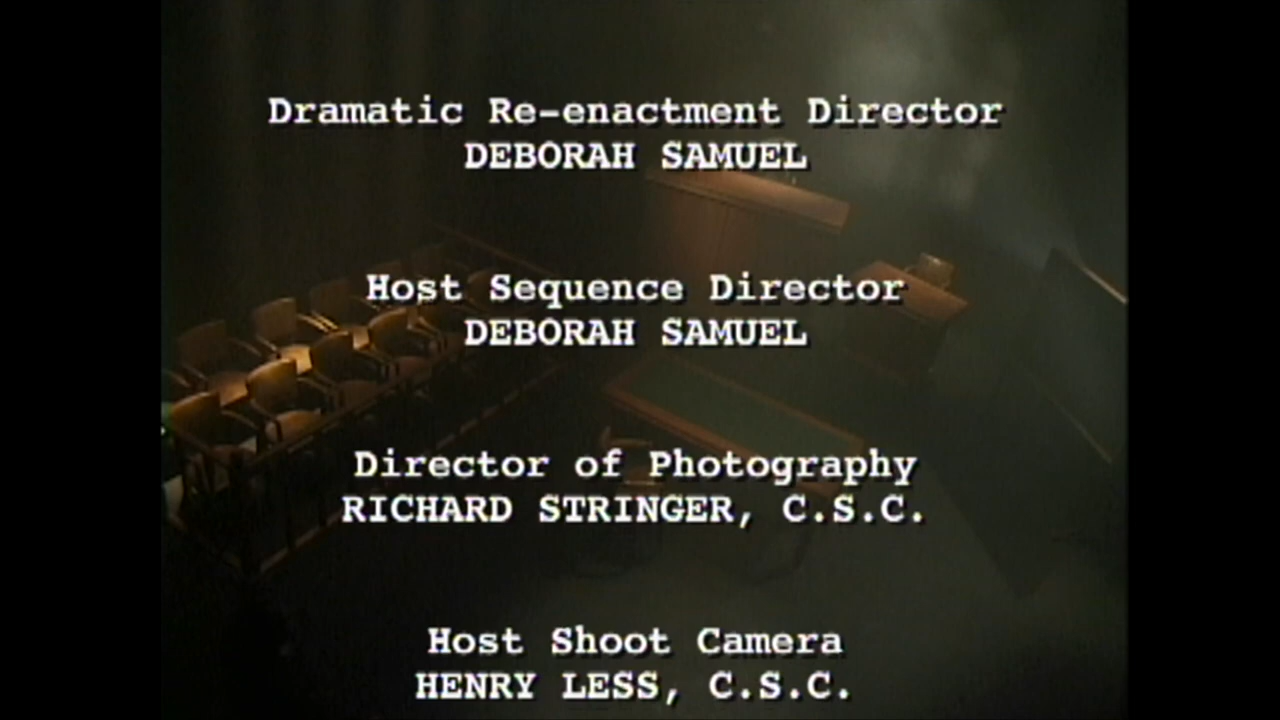 Dramatic Re-enactment Director
DEBORAH SAMUEL
Host Sequence Director
DEBORAH SAMUEL
Director of Photography
RICHARD STRINGER, C.S.C.
Host Shoot Camera
HENRY LESS, C.S.C.